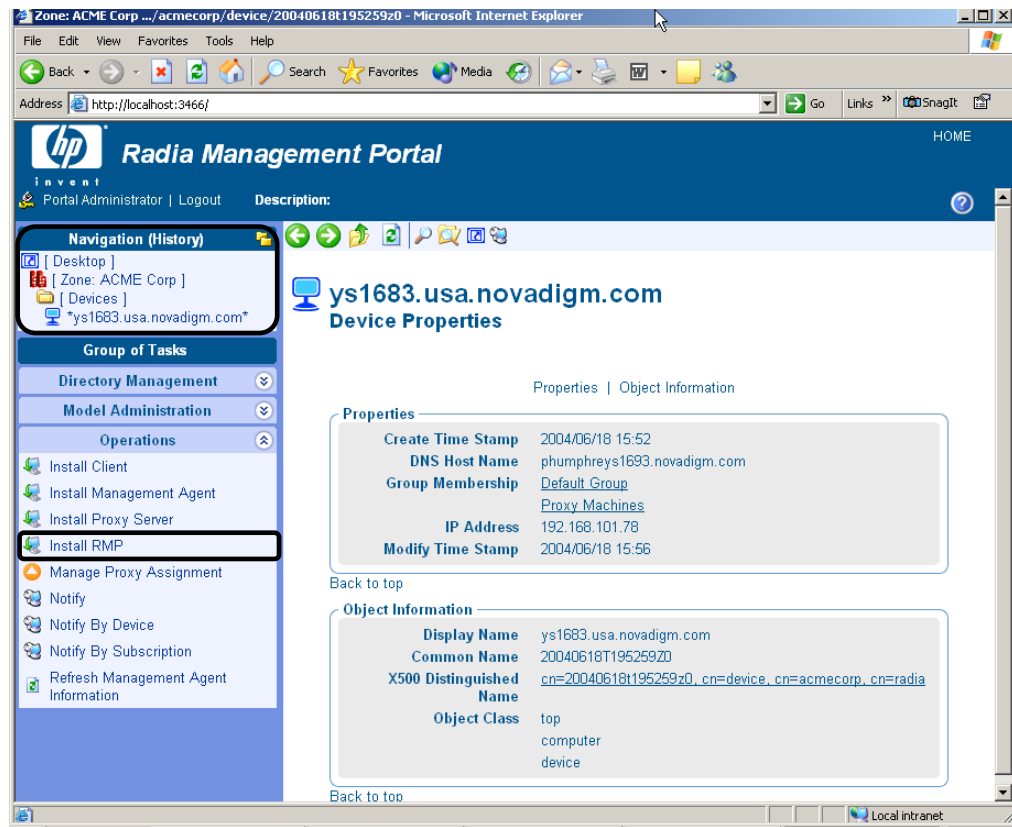 Zone: ACME Corp .../acmecorp/device/20040618t195259z0 - Microsoft Internet Explorer
File Edit View Favorites Tools Help
Back Search Favorites Media
Address http://localhost:3466/ Go Links » SnagIt
hp
invent
Radia Management Portal
HOME
Portal Administrator | Logout Description:
Navigation (History)
[ Desktop ]
[ Zone: ACME Corp ]
[ Devices ]
*ys1683.usa.novadigm.com*
Group of Tasks
Directory Management
Model Administration
Operations
Install Client
Install Management Agent
Install Proxy Server
Install RMP
Manage Proxy Assignment
Notify
Notify By Device
Notify By Subscription
Refresh Management Agent
Information
ys1683.usa.novadigm.com
Device Properties
Properties | Object Information
Properties
Create Time Stamp 2004/06/18 15:52
DNS Host Name phumphreys1693.novadigm.com
Group Membership Default Group
Proxy Machines
IP Address 192.168.101.78
Modify Time Stamp 2004/06/18 15:56
Back to top
Object Information
Display Name ys1683.usa.novadigm.com
Common Name 20040618T195259Z0
X500 Distinguished cn=20040618t195259z0, cn=device, cn=acmecorp, cn=radia
Name
Object Class top
computer
device
Back to top
Local intranet